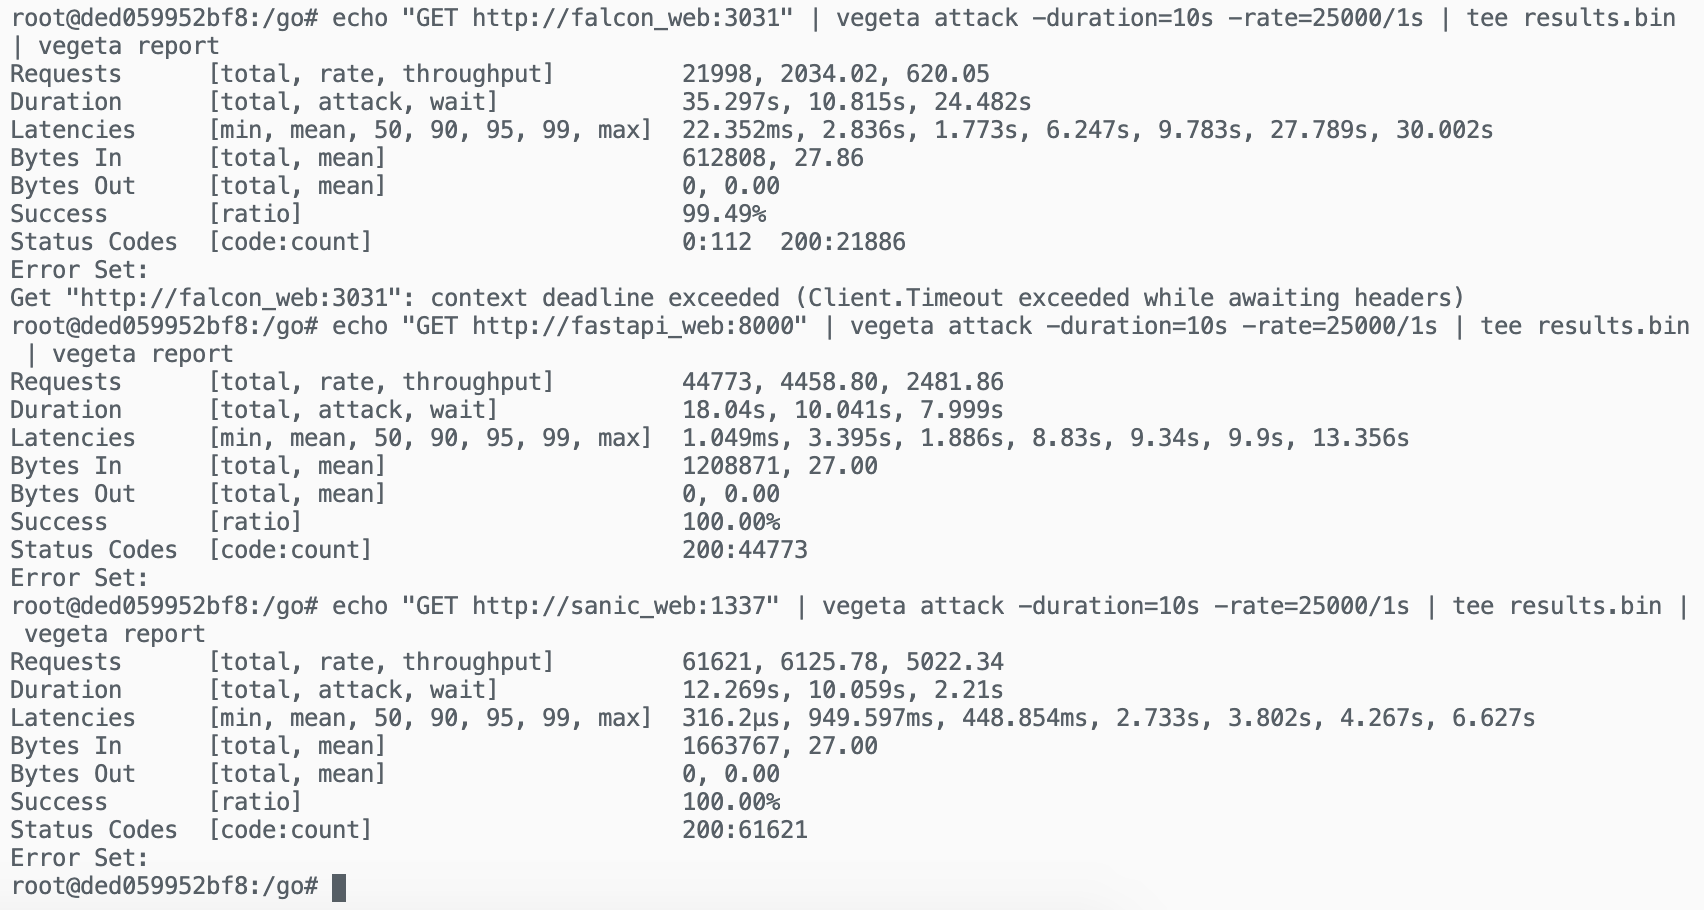 root@ded059952bf8:/go# echo "GET http://falcon_web:3031" | vegeta attack -duration=10s -rate=25000/1s | tee results.bin
| vegeta report
Requests      [total, rate, throughput]         21998, 2034.02, 620.05
Duration      [total, attack, wait]             35.297s, 10.815s, 24.482s
Latencies     [min, mean, 50, 90, 95, 99, max]  22.352ms, 2.836s, 1.773s, 6.247s, 9.783s, 27.789s, 30.002s
Bytes In      [total, mean]                     612808, 27.86
Bytes Out     [total, mean]                     0, 0.00
Success       [ratio]                           99.49%
Status Codes  [code:count]                      0:112  200:21886
Error Set:
Get "http://falcon_web:3031": context deadline exceeded (Client.Timeout exceeded while awaiting headers)
root@ded059952bf8:/go# echo "GET http://fastapi_web:8000" | vegeta attack -duration=10s -rate=25000/1s | tee results.bin
 | vegeta report
Requests      [total, rate, throughput]         44773, 4458.80, 2481.86
Duration      [total, attack, wait]             18.04s, 10.041s, 7.999s
Latencies     [min, mean, 50, 90, 95, 99, max]  1.049ms, 3.395s, 1.886s, 8.83s, 9.34s, 9.9s, 13.356s
Bytes In      [total, mean]                     1208871, 27.00
Bytes Out     [total, mean]                     0, 0.00
Success       [ratio]                           100.00%
Status Codes  [code:count]                      200:44773
Error Set:
root@ded059952bf8:/go# echo "GET http://sanic_web:1337" | vegeta attack -duration=10s -rate=25000/1s | tee results.bin |
 vegeta report
Requests      [total, rate, throughput]         61621, 6125.78, 5022.34
Duration      [total, attack, wait]             12.269s, 10.059s, 2.21s
Latencies     [min, mean, 50, 90, 95, 99, max]  316.2µs, 949.597ms, 448.854ms, 2.733s, 3.802s, 4.267s, 6.627s
Bytes In      [total, mean]                     1663767, 27.00
Bytes Out     [total, mean]                     0, 0.00
Success       [ratio]                           100.00%
Status Codes  [code:count]                      200:61621
Error Set:
root@ded059952bf8:/go#